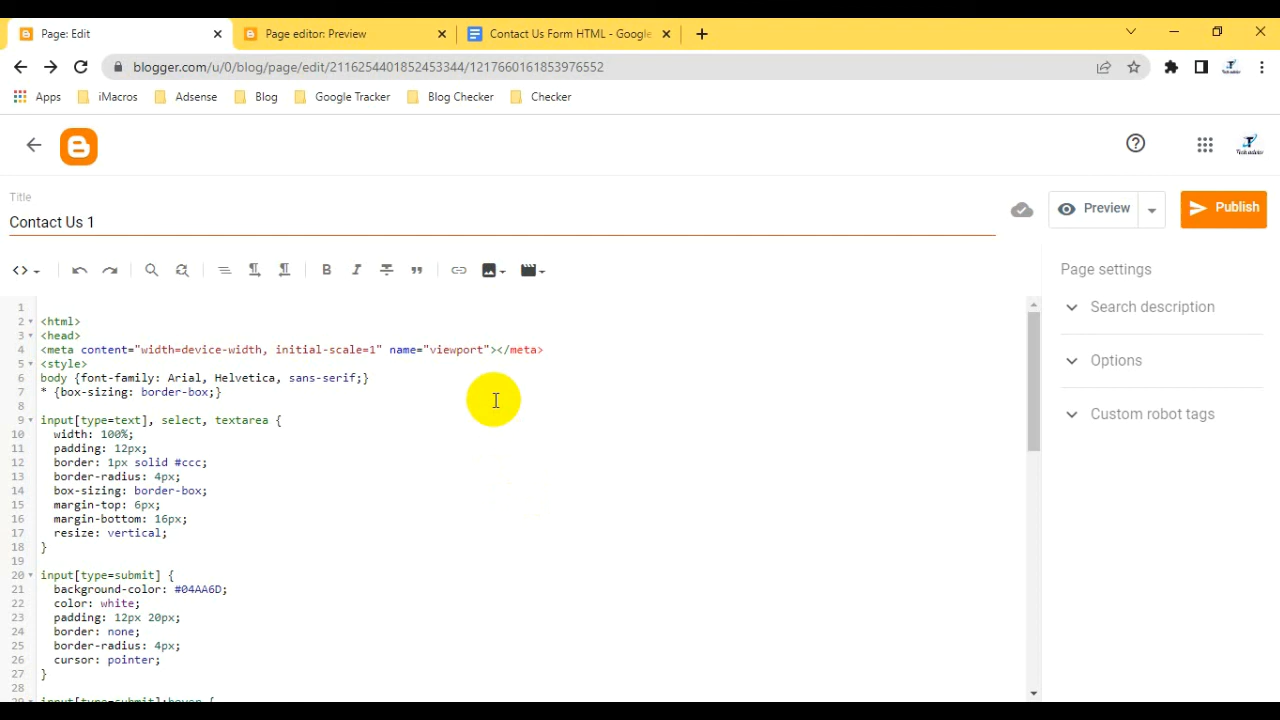 Page: Edit
Page editor: Preview
Contact Us Form HTML - Google
blogger.com/u/0/blog/page/edit/2116254401852453344/1217660161853976552
Apps iMacros Adsense Blog Google Tracker Blog Checker Checker
Title
Contact Us 1
Preview
Publish
Page settings
Search description
Options
Custom robot tags
1
2 <html>
3 <head>
4 <meta content="width=device-width, initial-scale=1" name="viewport"></meta>
5 <style>
6 body {font-family: Arial, Helvetica, sans-serif;}
7 * {box-sizing: border-box;}
8
9 input[type=text], select, textarea {
10 width: 100%;
11 padding: 12px;
12 border: 1px solid #ccc;
13 border-radius: 4px;
14 box-sizing: border-box;
15 margin-top: 6px;
16 margin-bottom: 16px;
17 resize: vertical;
18 }
19
20 input[type=submit] {
21 background-color: #04AA6D;
22 color: white;
23 padding: 12px 20px;
24 border: none;
25 border-radius: 4px;
26 cursor: pointer;
27 }
28
29 input[type=submit]:hover {